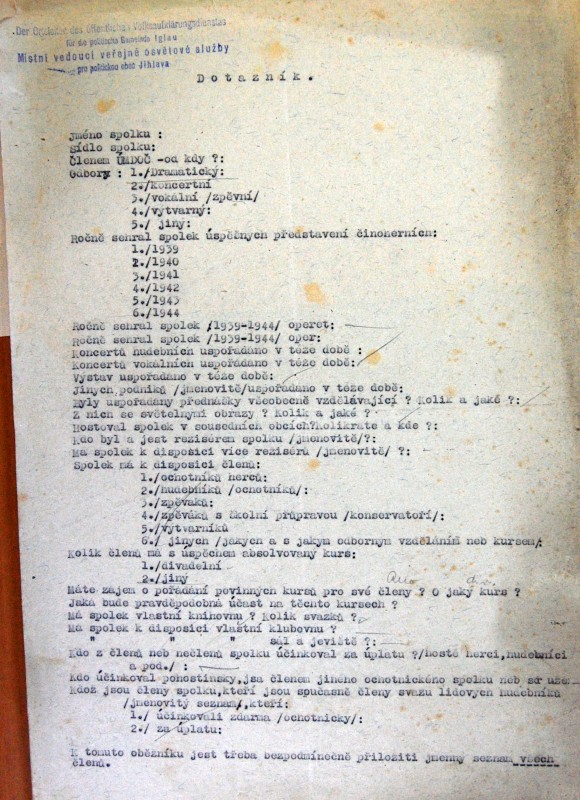 Der Ortsleiter des öffentlichen Volksaufklärungsdienstes
für die politische Gemeinde Iglau
Místní vedoucí veřejné osvětové služby
pro politickou obec Jihlava
Dotazník.
Jméno spolku :
Sídlo spolku:
Členem ÚMDOČ -od kdy ?:
Odbory : 1./Dramatický:
2./koncertní
3./vokální /zpěvní/
4./výtvarný:
5./ jiný:
Ročně sehrál spolek úspěčných představení činoherních:
1./1939
2./1940
3./1941
4./1942
5./1943
6./1944
Ročně sehrál spolek /1939-1944/ operet:
Ročně sehrál spolek /1939-1944/ oper:
Koncertů hudebních uspořádáno v téže době :
Koncertů vokálních uspořádáno v téže době:
Výstav uspořádáno v téže době:
Jiných podniků /jmenovitě/uspořádáno v téže době:
Byly uspořádány přednáčky všeobecně vzdělávající ? Kolik a jaké ?:
Z nich se světelnými obrazy ? Kolik a jaké ?
Hostoval spolek v sousedních obcích?Kolikráte a kde ?:
Kdo byl a jest režisérem spolku /jmenovitě/?:
Má spolek k disposici více režisérů /jmenovitě/ ?:
Spolek má k disposici členů:
1./ochotníků herců:
2./hudebníků /ochotníků/:
3./zpěváků:
4./zpěváků s školní průpravou /konservatoří/:
5./výtvarníků
6./ jiných /jakých a s jakým odborným vzděláním neb kursem/:
Kolik členů má s úspěchem absolvovaný kurs:
1./divadelní
2./jiný
Máte zájem o pořádání povinných kursů pro své členy ? O jaký kurs ?
Ano div.
Jaká bude pravděpodobná účast na těchto kursech ?
Má spolek vlastní knihovnu ? Kolik svazků ?
Má spolek k disposici vlastní klubovnu ?
" " " sál a jeviště ?:
Kdo z členů neb nečlenů spolku účinkoval za úplatu ?/hosté herci,hudebníci
a pod./ :
Kdo účinkoval pohostinsky,jsa členem jiného ochotnického spolku neb sdruže-
Kdož jsou členy spolku,kteří jsou současně členy svazu lidových hudebníků
/jmenovitý seznam/,kteří:
1./ účinkovali zdarma /ochotnicky/:
2./ za úplatu:
K tomuto oběžníku jest třeba bezpodmínečně přiložiti jmenný seznam všech
členů.